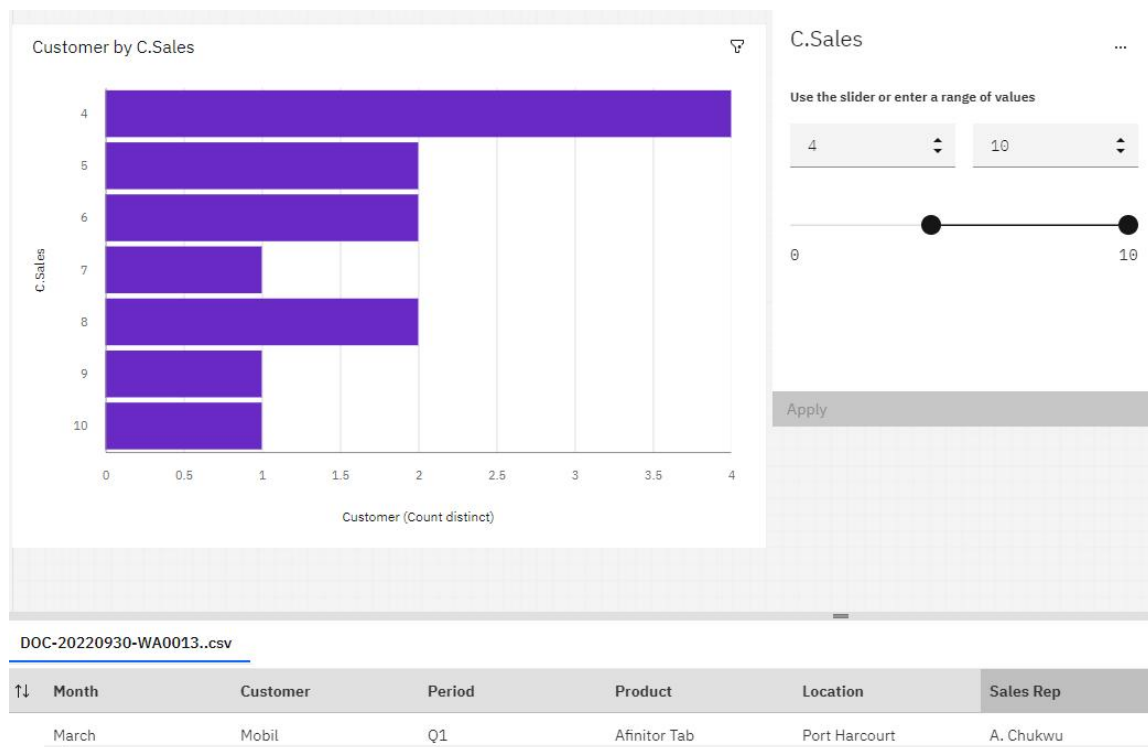 Customer by C.Sales
4
5
6
7
8
9
10
C.Sales
0 0.5 1 1.5 2 2.5 3 3.5 4
Customer (Count distinct)
C.Sales
...
Use the slider or enter a range of values
4 10
0 10
Apply
DOC-20220930-WA0013..csv
Month Customer Period Product Location Sales Rep
March Mobil Q1 Afinitor Tab Port Harcourt A. Chukwu